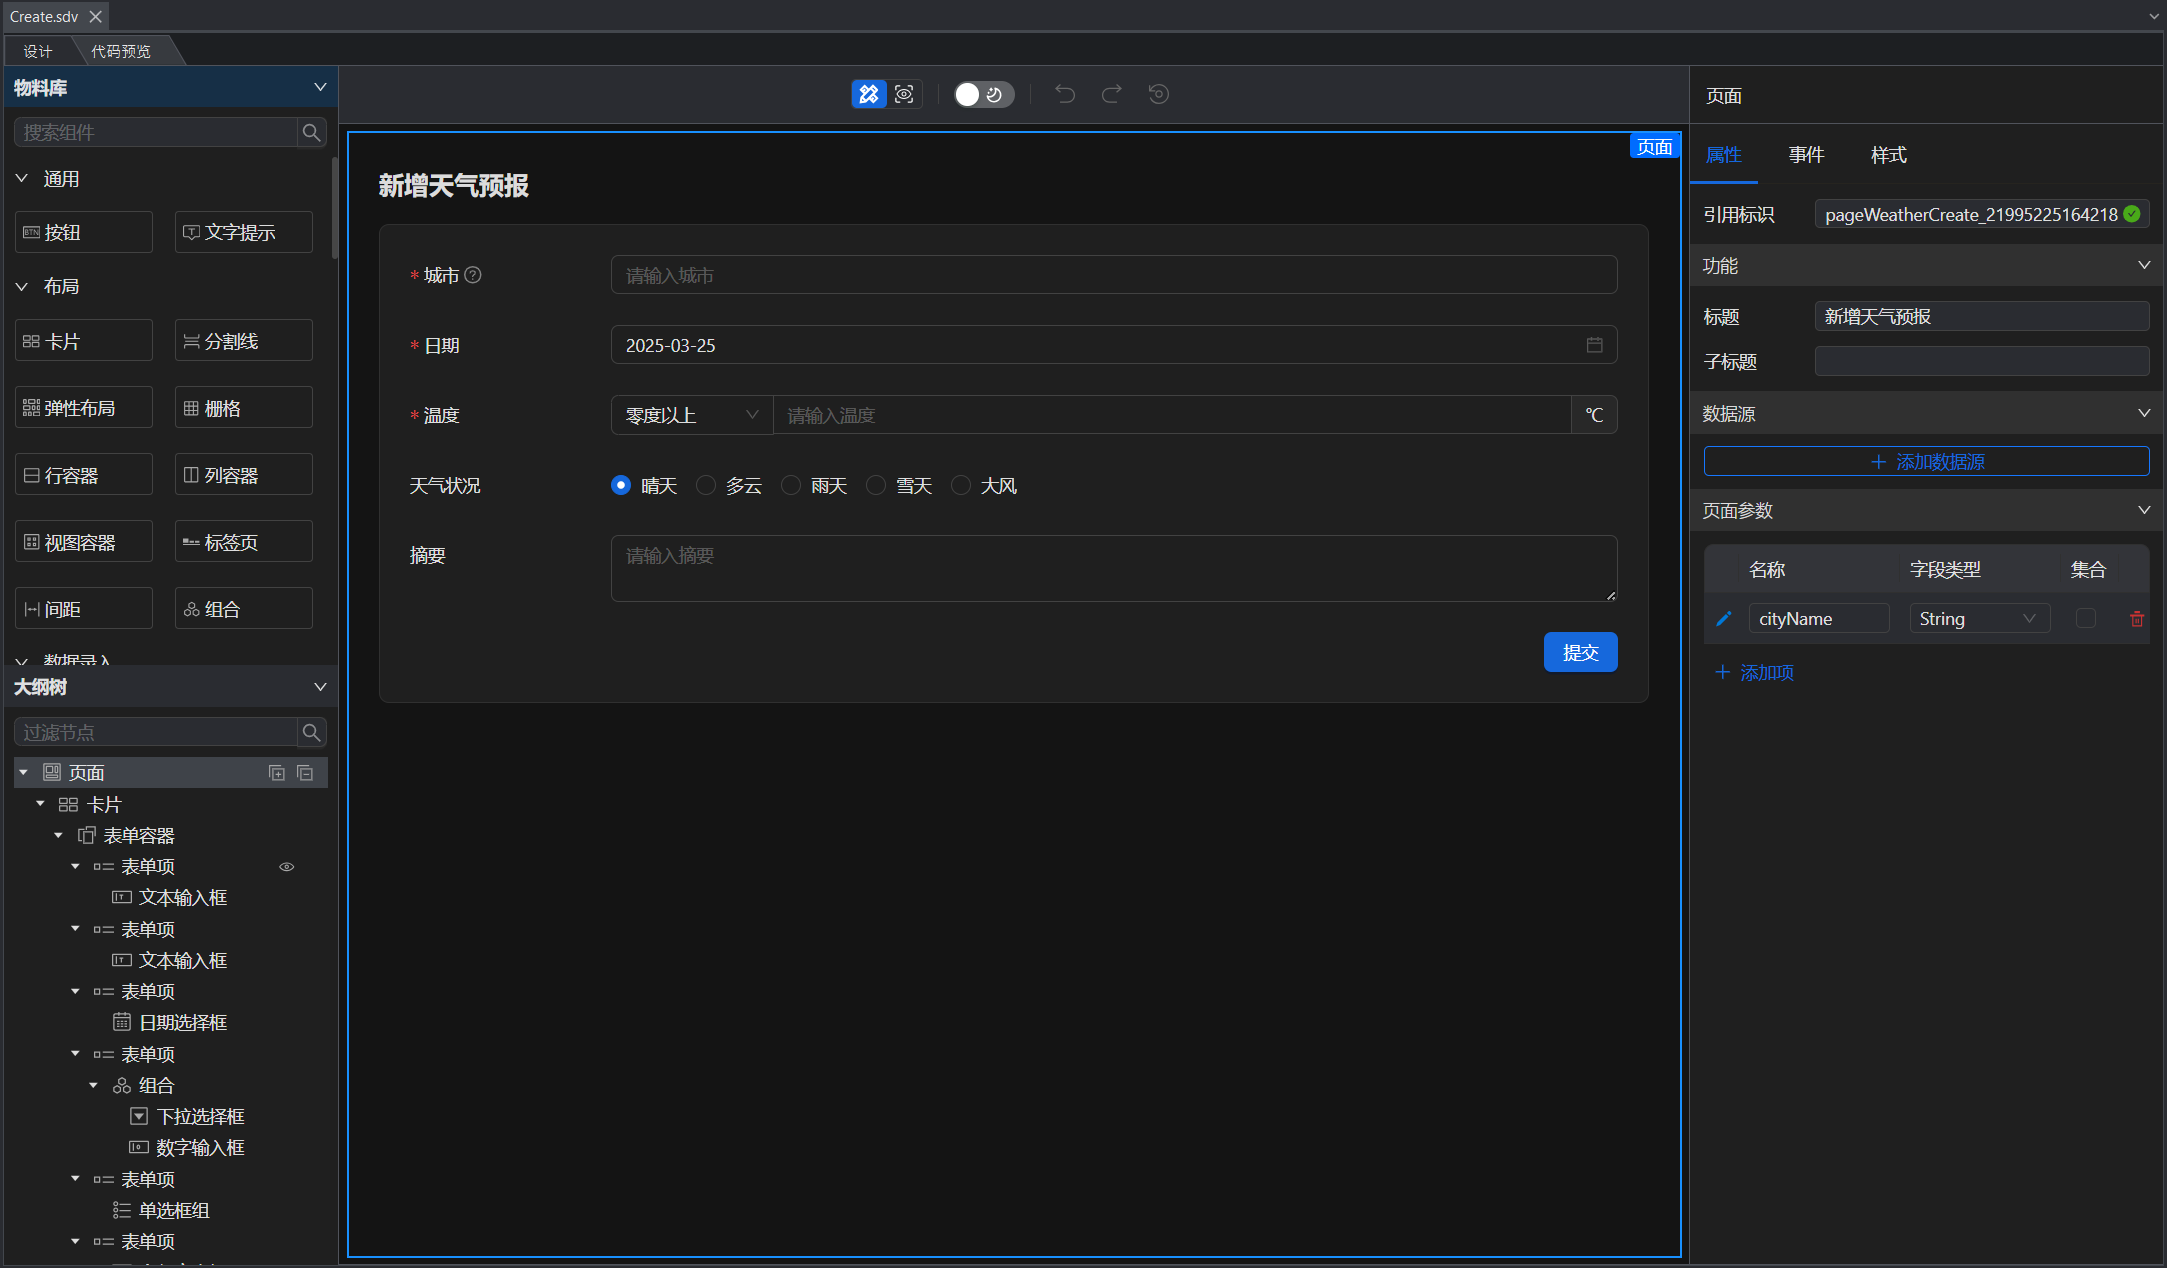 Create.sdv
设计
代码预览
物料库
搜索组件
通用
BTN 按钮
文字提示
布局
卡片
分割线
弹性布局
栅格
行容器
列容器
视图容器
标签页
间距
组合
数据录入
大纲树
过滤节点
页面
卡片
表单容器
表单项
文本输入框
表单项
文本输入框
表单项
日期选择框
表单项
组合
下拉选择框
数字输入框
表单项
单选框组
表单项
页面
新增天气预报
* 城市
请输入城市
* 日期
2025-03-25
* 温度
零度以上
请输入温度
℃
天气状况
晴天
多云
雨天
雪天
大风
摘要
请输入摘要
提交
页面
属性
事件
样式
引用标识
pageWeatherCreate_21995225164218
功能
标题
新增天气预报
子标题
数据源
添加数据源
页面参数
名称
字段类型
集合
cityName
String
添加项